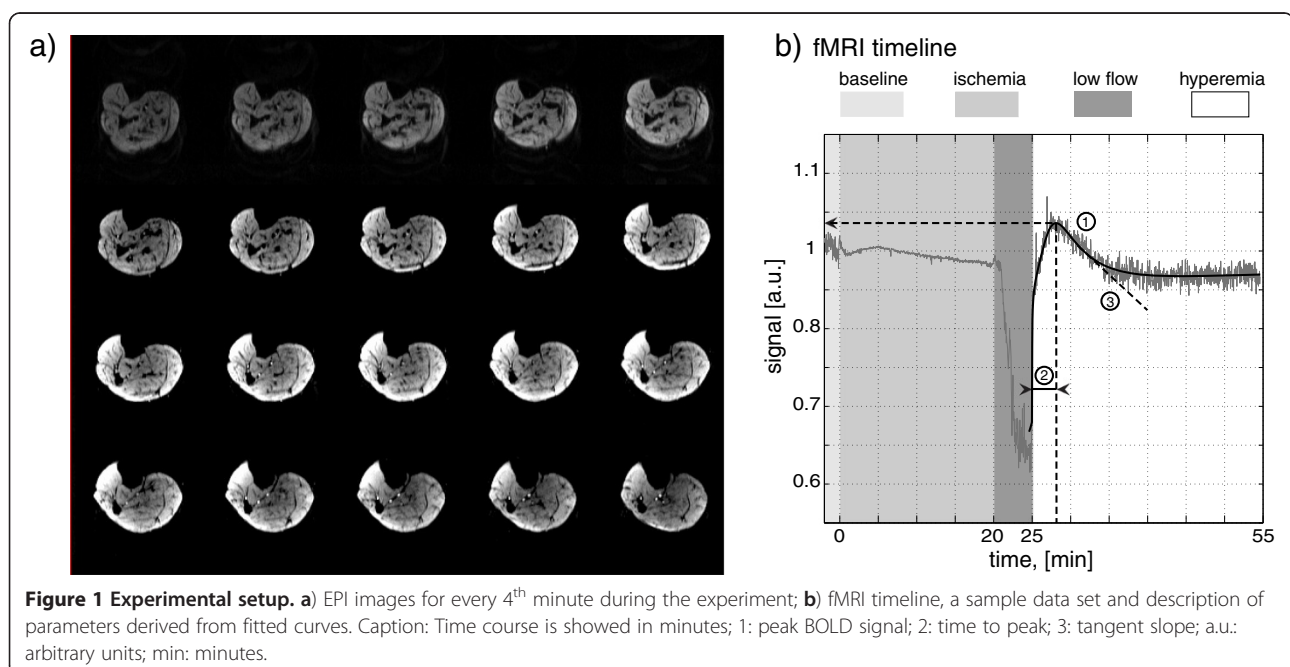 a)
b) fMRI timeline
baseline ischemia low flow hyperemia
1.1
1
0.9
0.8
0.7
0.6
signal [a.u.]
1
2
3
0 20 25 55
time, [min]
Figure 1 Experimental setup. a) EPI images for every 4th minute during the experiment; b) fMRI timeline, a sample data set and description of
parameters derived from fitted curves. Caption: Time course is showed in minutes; 1: peak BOLD signal; 2: time to peak; 3: tangent slope; a.u.:
arbitrary units; min: minutes.